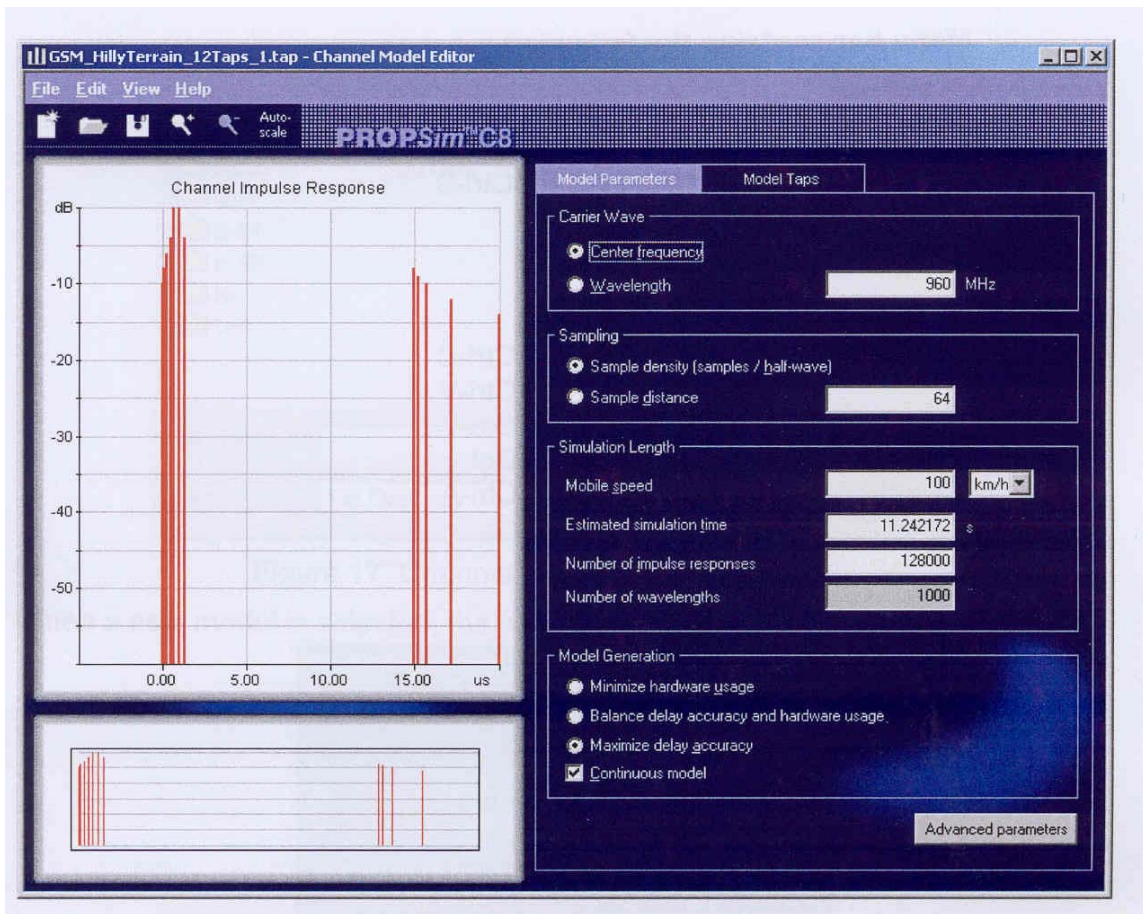 GSM_HillyTerrain_12Taps_1.tap - Channel Model Editor
File Edit View Help
Auto-
scale
PROPSim™C8
Channel Impulse Response
dB
-10
-20
-30
-40
-50
0.00 5.00 10.00 15.00 us
Model Parameters Model Taps
Carrier Wave
Center frequency
Wavelength 960 MHz
Sampling
Sample density (samples / half-wave)
Sample distance 64
Simulation Length
Mobile speed 100 km/h
Estimated simulation time 11.242172 s
Number of impulse responses 128000
Number of wavelengths 1000
Model Generation
Minimize hardware usage
Balance delay accuracy and hardware usage
Maximize delay accuracy
Continuous model
Advanced parameters